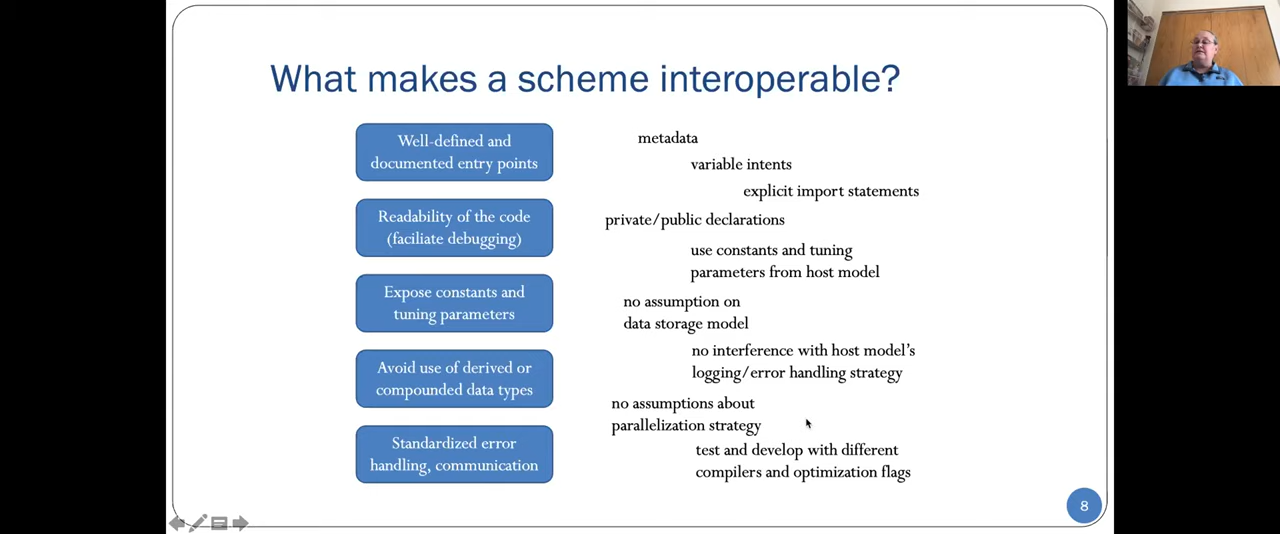 What makes a scheme interoperable?
Well-defined and
documented entry points
Readability of the code
(faciliate debugging)
Expose constants and
tuning parameters
Avoid use of derived or
compounded data types
Standardized error
handling, communication
metadata
variable intents
explicit import statements
private/public declarations
use constants and tuning
parameters from host model
no assumption on
data storage model
no interference with host model's
logging/error handling strategy
no assumptions about
parallelization strategy
test and develop with different
compilers and optimization flags
8